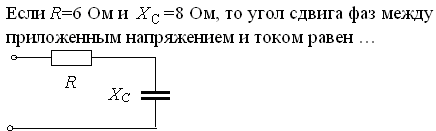 Если R=6 Ом и X_C=8 Ом, то угол сдвига фаз между
приложенным напряжением и током равен …
R
X_C